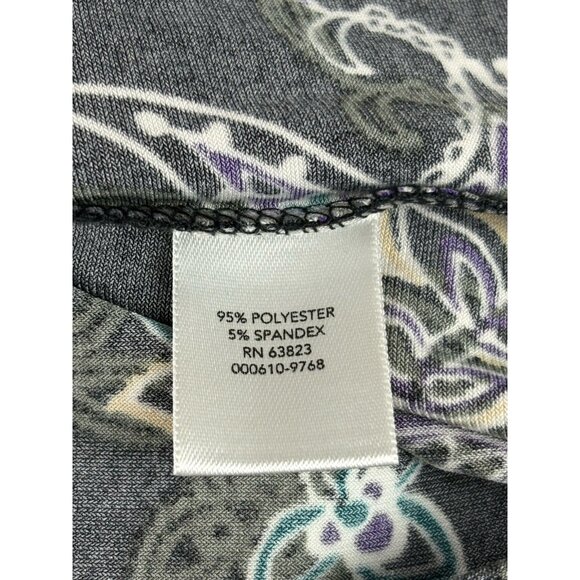 95% POLYESTER
5% SPANDEX
RN 63823
000610-9768